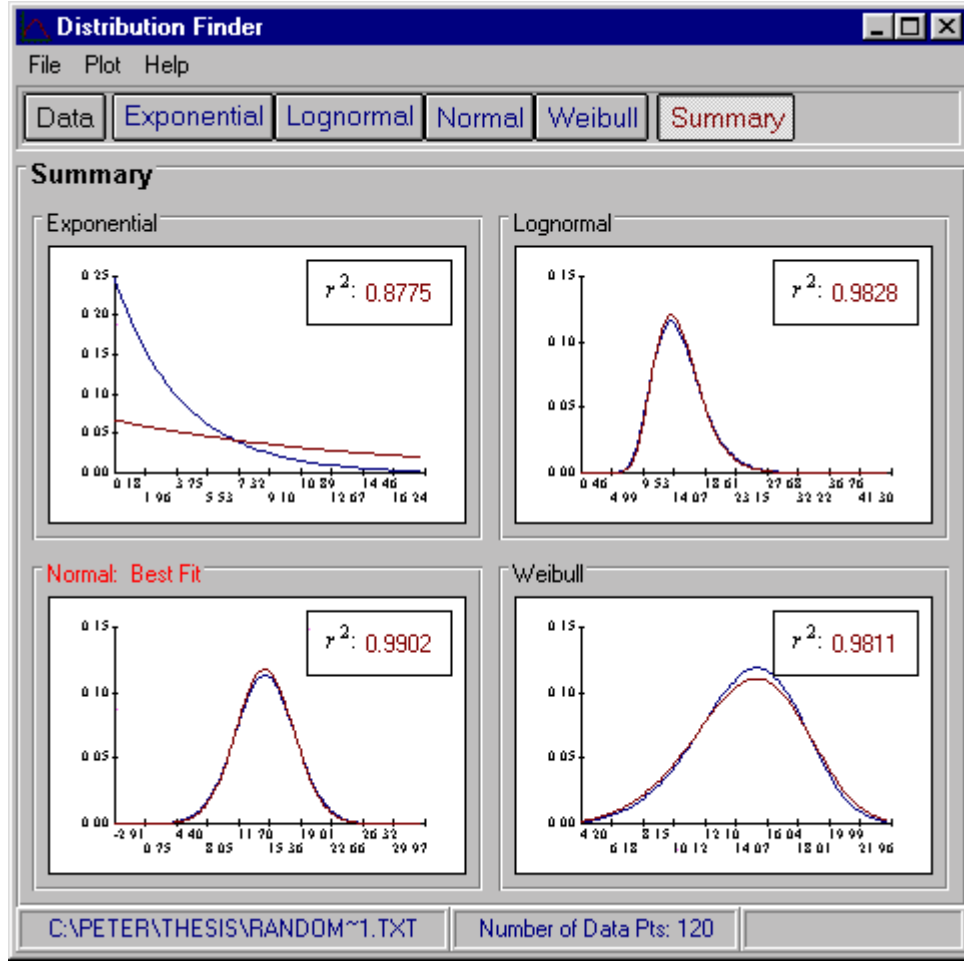 Distribution Finder
File Plot Help
Data Exponential Lognormal Normal Weibull Summary
Summary
Exponential
r 2: 0.8775
0.25
0.20
0.15
0.10
0.05
0.00
0.18 3.75 7.32 10.89 14.46
1.96 5.53 9.10 12.67 16.24
Lognormal
r 2: 0.9828
0.15
0.10
0.05
0.00
0.46 9.53 18.61 27.68 36.76
4.99 14.07 23.15 32.22 41.30
Normal: Best Fit
r 2: 0.9902
0.15
0.10
0.05
0.00
-2.91 4.40 11.70 19.01 26.32
0.75 8.05 15.36 22.66 29.97
Weibull
r 2: 0.9811
0.15
0.10
0.05
0.00
4.20 8.15 12.10 16.04 19.99
6.18 10.12 14.07 18.01 21.96
C:\PETER\THESIS\RANDOM~1.TXT
Number of Data Pts: 120